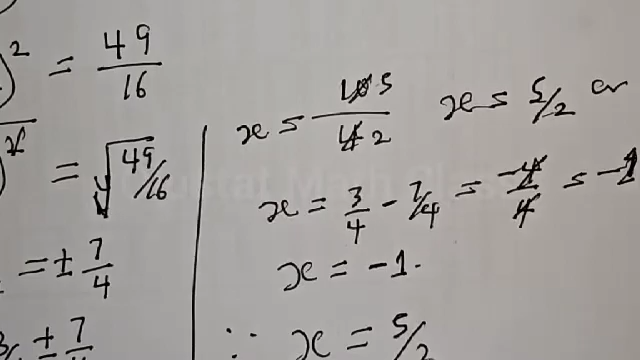 )² = 49/16
= √49/16
= ± 7/4
± 7
x = 10 5 / 4 2   x = 5/2 or
x = 3/4 - 7/4 = -4/4 = -1
x = -1.
∴ x = 5/2